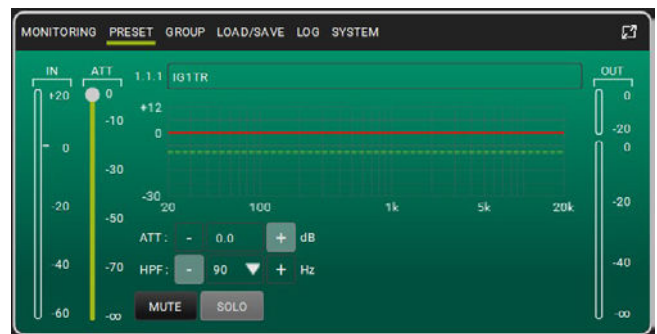 MONITORING PRESET GROUP LOAD/SAVE LOG SYSTEM
IN ATT 1.1.1 IG1TR OUT
+20 0 +12 0
-10 0 -20
0 0
-30
-20 -30 -20
20 100 1k 5k 20k
-50
ATT: - 0.0 + dB
-40 -70 HPF: - 90 ▼ + Hz -40
-60 -∞ MUTE SOLO -∞